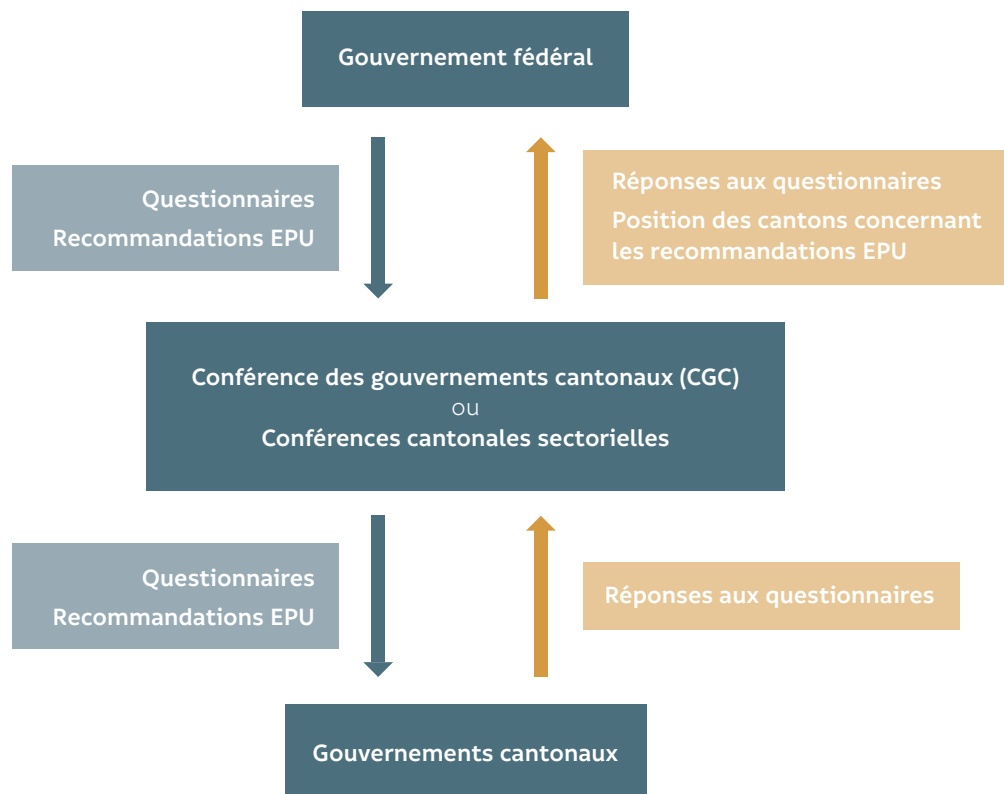 Gouvernement fédéral
Questionnaires
Recommandations EPU
Réponses aux questionnaires
Position des cantons concernant
les recommandations EPU
Conférence des gouvernements cantonaux (CGC)
ou
Conférences cantonales sectorielles
Questionnaires
Recommandations EPU
Réponses aux questionnaires
Gouvernements cantonaux